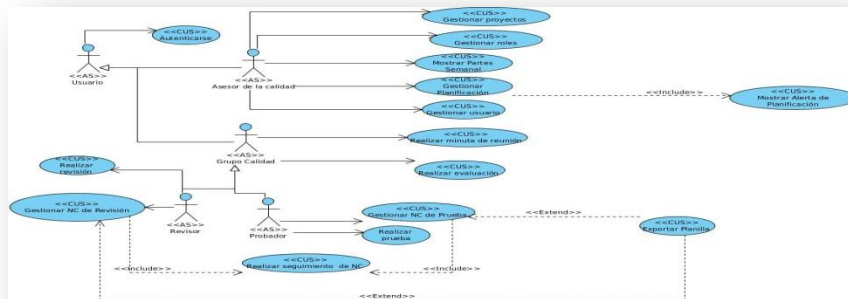 <<CUS>>
Gestionar proyectos
<<CUS>>
Autenticarse
<<CUS>>
Gestionar roles
<<AS>>
Usuario
<<AS>>
Asesor de la calidad
<<CUS>>
Mostrar Partes
Semanal
<<CUS>>
Gestionar
Planificación
<<Include>>
<<CUS>>
Mostrar Alerta de
Planificación
<<CUS>>
Gestionar usuario
<<CUS>>
Realizar minuta de reunión
<<AS>>
Grupo Calidad
<<CUS>>
Realizar
revisión
<<CUS>>
Realizar evaluación
<<CUS>>
Gestionar NC de Revisión
<<AS>>
Revisor
<<AS>>
Probador
<<CUS>>
Gestionar NC de Prueba
<<Extend>>
<<CUS>>
Exportar Planilla
Realizar
prueba
<<Include>>
<<CUS>>
Realizar seguimiento de NC
<<Include>>
<<Extend>>